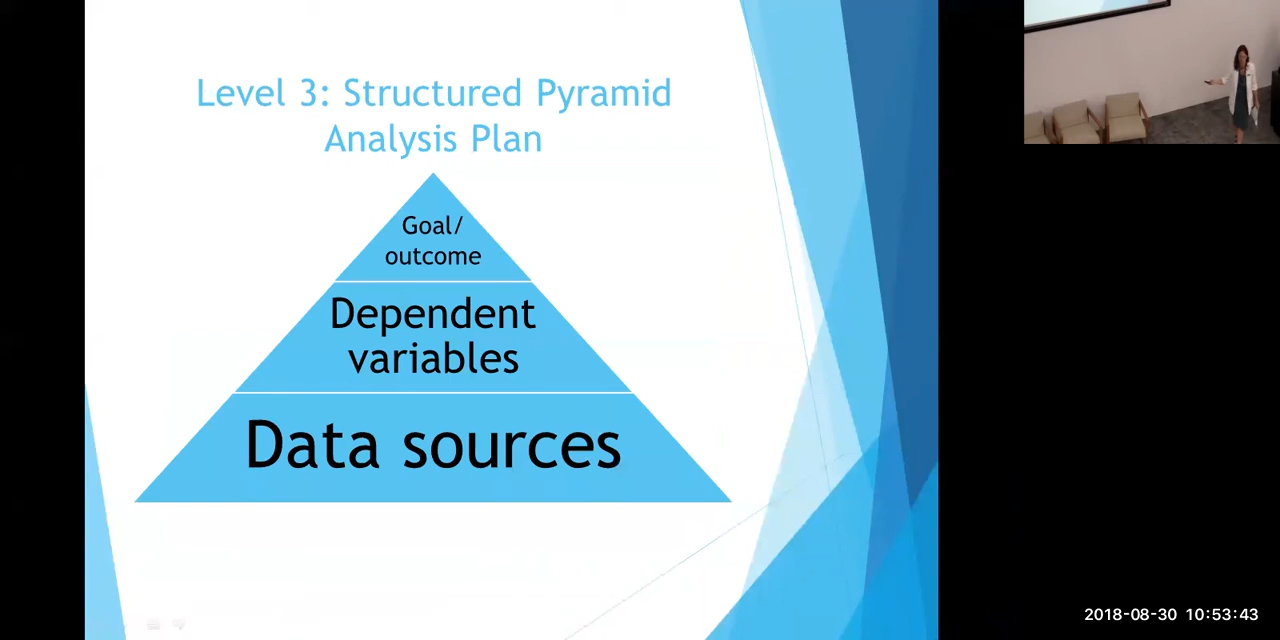 Level 3: Structured Pyramid
Analysis Plan
Goal/
outcome
Dependent
variables
Data sources
2018-08-30 10:53:43